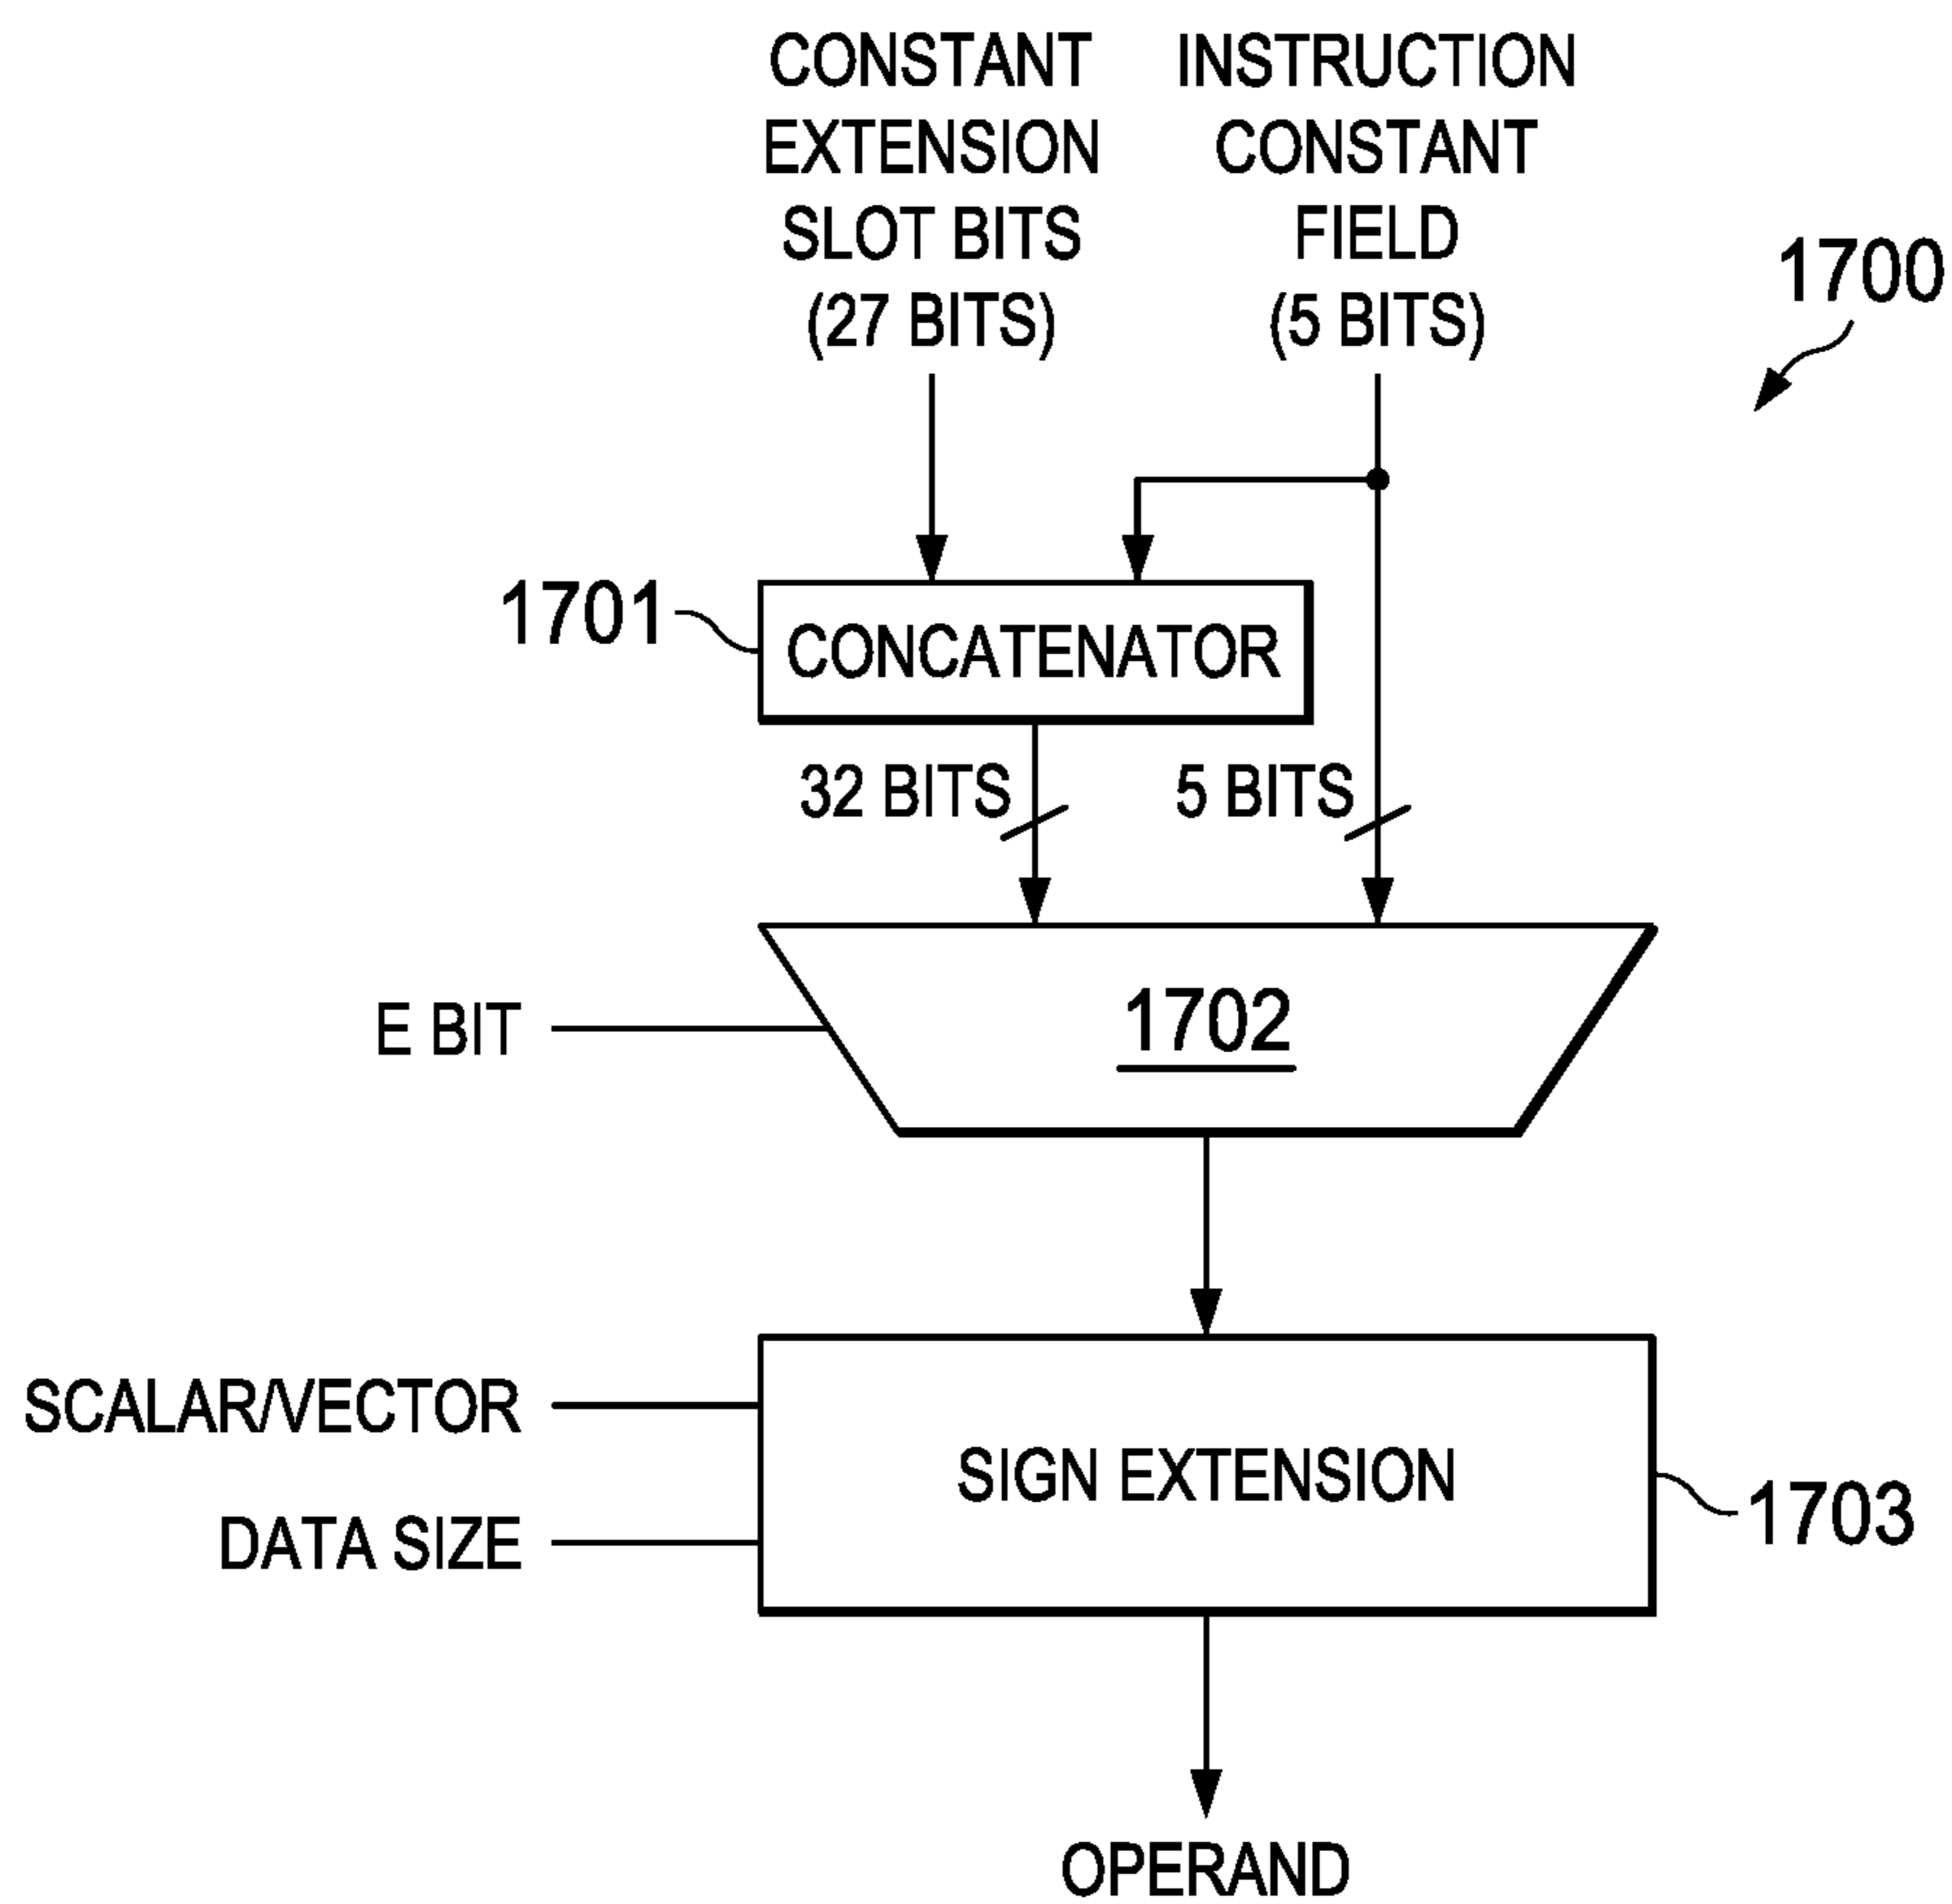 CONSTANT
EXTENSION
SLOT BITS
(27 BITS)
INSTRUCTION
CONSTANT
FIELD
(5 BITS)
1700
1701
CONCATENATOR
32 BITS
5 BITS
E BIT
1702
SCALAR/VECTOR
DATA SIZE
SIGN EXTENSION
1703
OPERAND